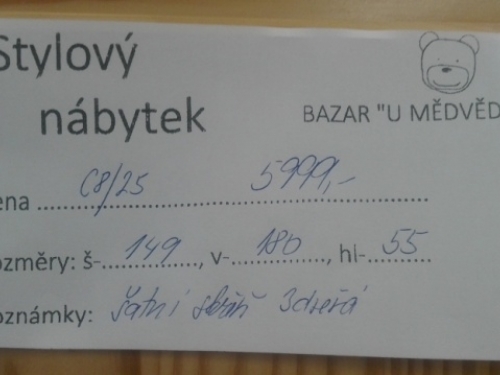 Stylový
nábytek
BAZAR "U MĚDVĚD
ena C8/25 5999,-
ozměry: š- 149, v- 180, hl- 55
oznámky: šatní skříň 3dveřá